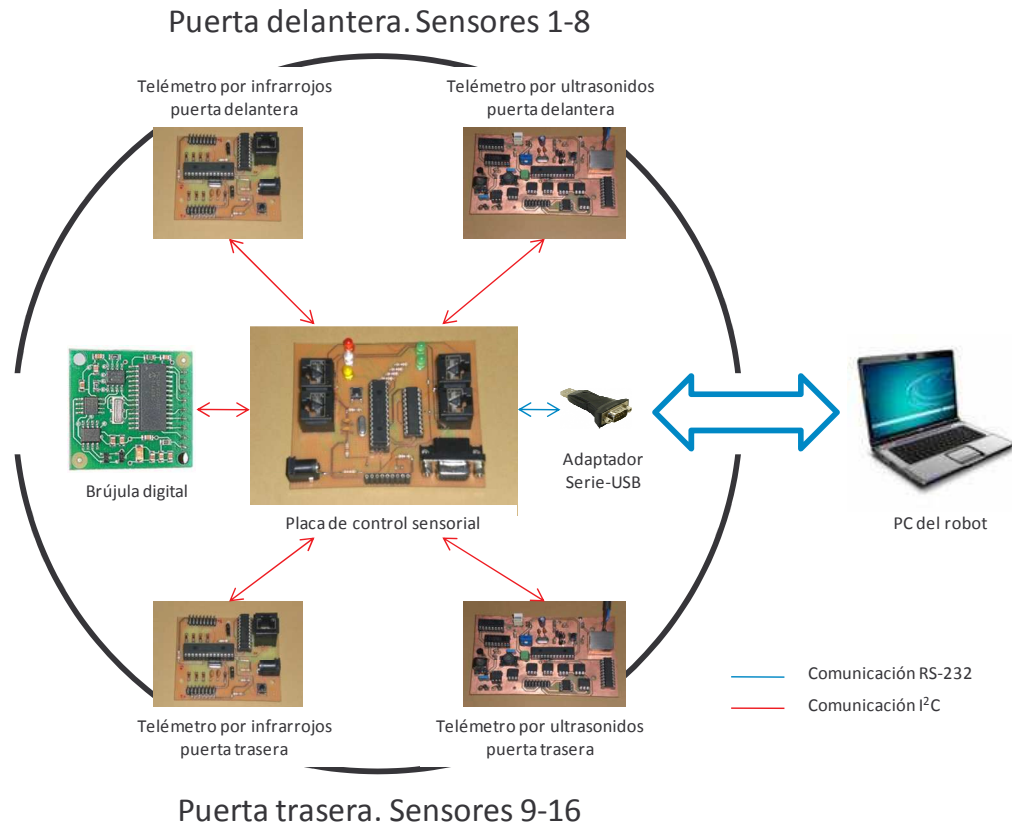 Puerta delantera. Sensores 1-8
Telémetro por infrarrojos
puerta delantera
Telémetro por ultrasonidos
puerta delantera
Brújula digital
Placa de control sensorial
Adaptador
Serie-USB
PC del robot
Telémetro por infrarrojos
puerta trasera
Telémetro por ultrasonidos
puerta trasera
Comunicación RS-232
Comunicación I²C
Puerta trasera. Sensores 9-16